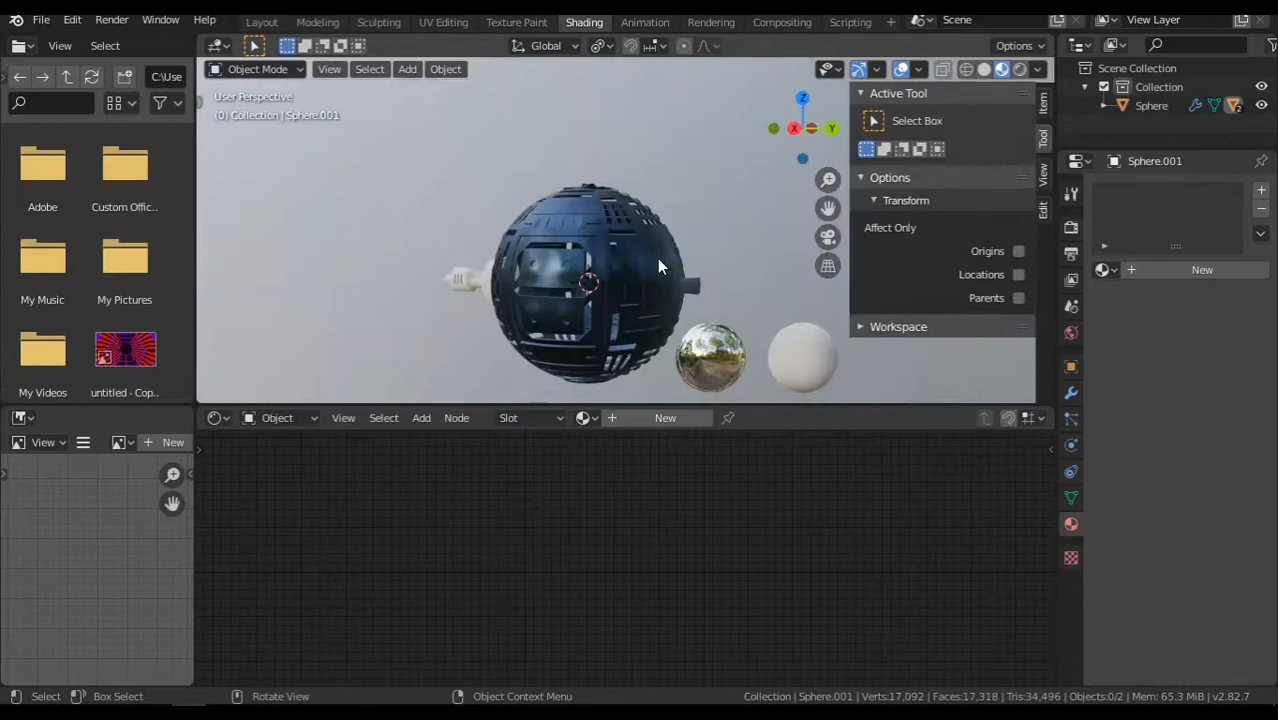 File Edit Render Window Help Layout Modeling Sculpting UV Editing Texture Paint Shading Animation Rendering Compositing Scripting + Scene View Layer
View Select Global Options
C:\Use Object Mode View Select Add Object
User Perspective
(0) Collection | Sphere.001
Z
X
Y
Active Tool
Select Box
Options
Transform
Affect Only
Origins
Locations
Parents
Workspace
Item
Tool
View
Edit
Scene Collection
Collection
Sphere
2
Sphere.001
New
Adobe
Custom Offic...
My Music
My Pictures
My Videos
untitled - Cop..
View New
Object View Select Add Node Slot New
Select Box Select Rotate View Object Context Menu Collection | Sphere.001 | Verts:17,092 | Faces:17,318 | Tris:34,496 | Objects:0/2 | Mem: 65.3 MiB | v2.82.7